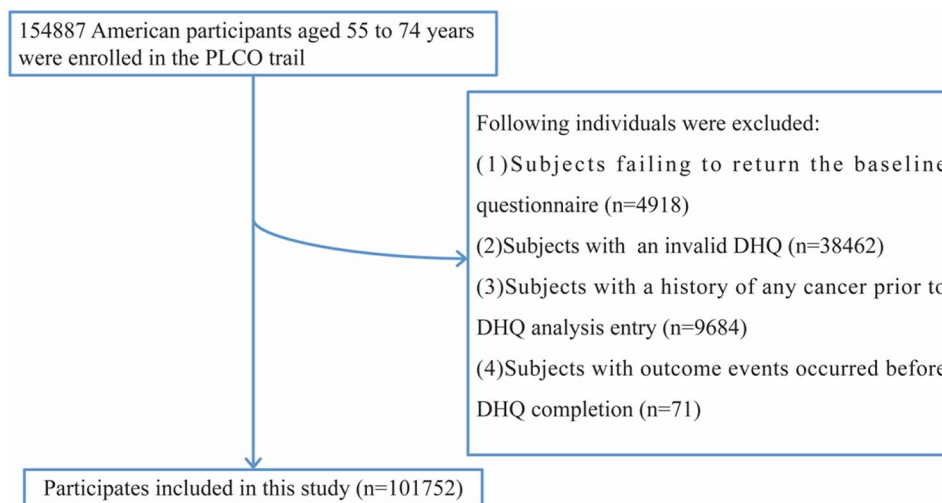 154887 American participants aged 55 to 74 years
were enrolled in the PLCO trail
Following individuals were excluded:
(1)Subjects failing to return the baseline
questionnaire (n=4918)
(2)Subjects with an invalid DHQ (n=38462)
(3)Subjects with a history of any cancer prior to
DHQ analysis entry (n=9684)
(4)Subjects with outcome events occurred before
DHQ completion (n=71)
Participates included in this study (n=101752)